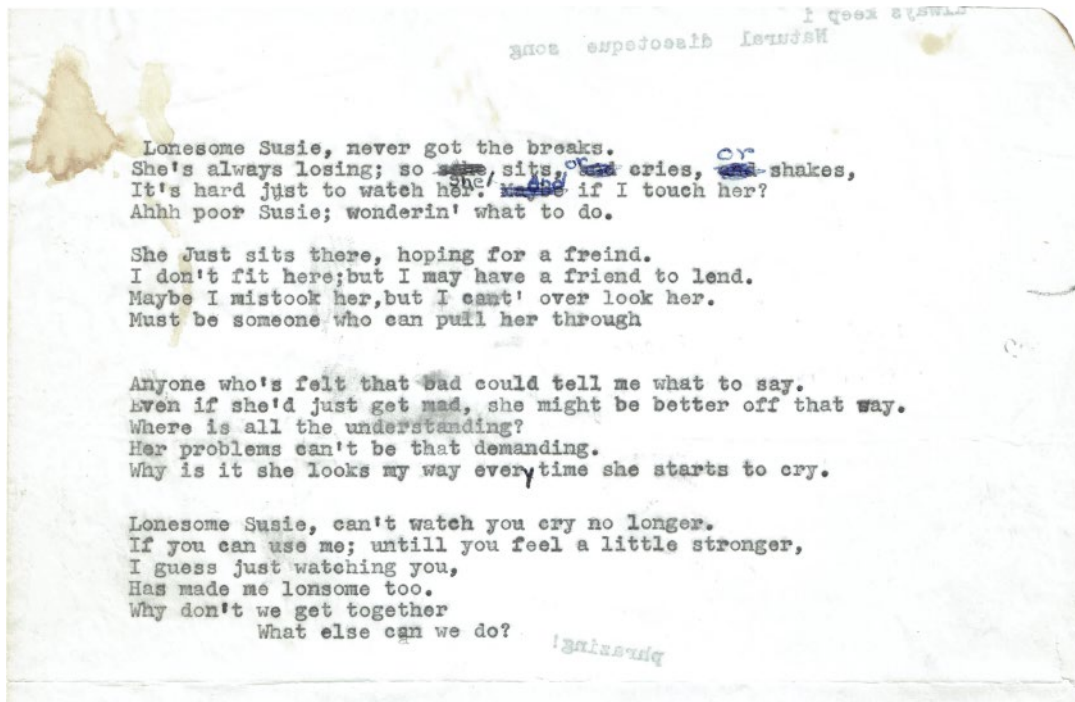 always keep i
Natural discoteque song
Lonesome Susie, never got the breaks.
She's always losing; so she sits, or cries, or shakes,
It's hard just to watch her. and if I touch her?
Ahhh poor Susie; wonderin' what to do.
She Just sits there, hoping for a freind.
I don't fit here;but I may have a friend to lend.
Maybe I mistook her,but I cant' over look her.
Must be someone who can pull her through
Anyone who's felt that bad could tell me what to say.
Even if she'd just get mad, she might be better off that way.
Where is all the understanding?
Her problems can't be that demanding.
Why is it she looks my way every time she starts to cry.
Lonesome Susie, can't watch you cry no longer.
If you can use me; untill you feel a little stronger,
I guess just watching you,
Has made me lonsome too.
Why don't we get together
What else can we do?
phrazing!